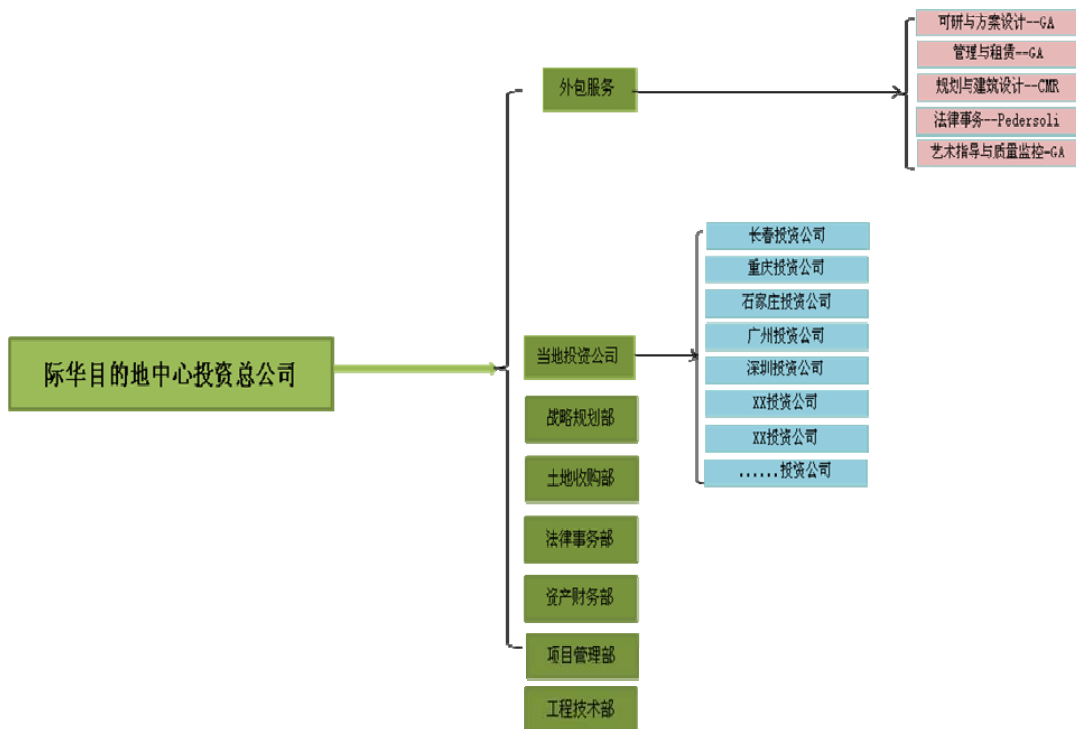 际华目的地中心投资总公司
外包服务
可研与方案设计--GA
管理与租赁--GA
规划与建筑设计--CMR
法律事务--Pedersoli
艺术指导与质量监控-GA
当地投资公司
长春投资公司
重庆投资公司
石家庄投资公司
广州投资公司
深圳投资公司
XX投资公司
XX投资公司
......投资公司
战略规划部
土地收购部
法律事务部
资产财务部
项目管理部
工程技术部